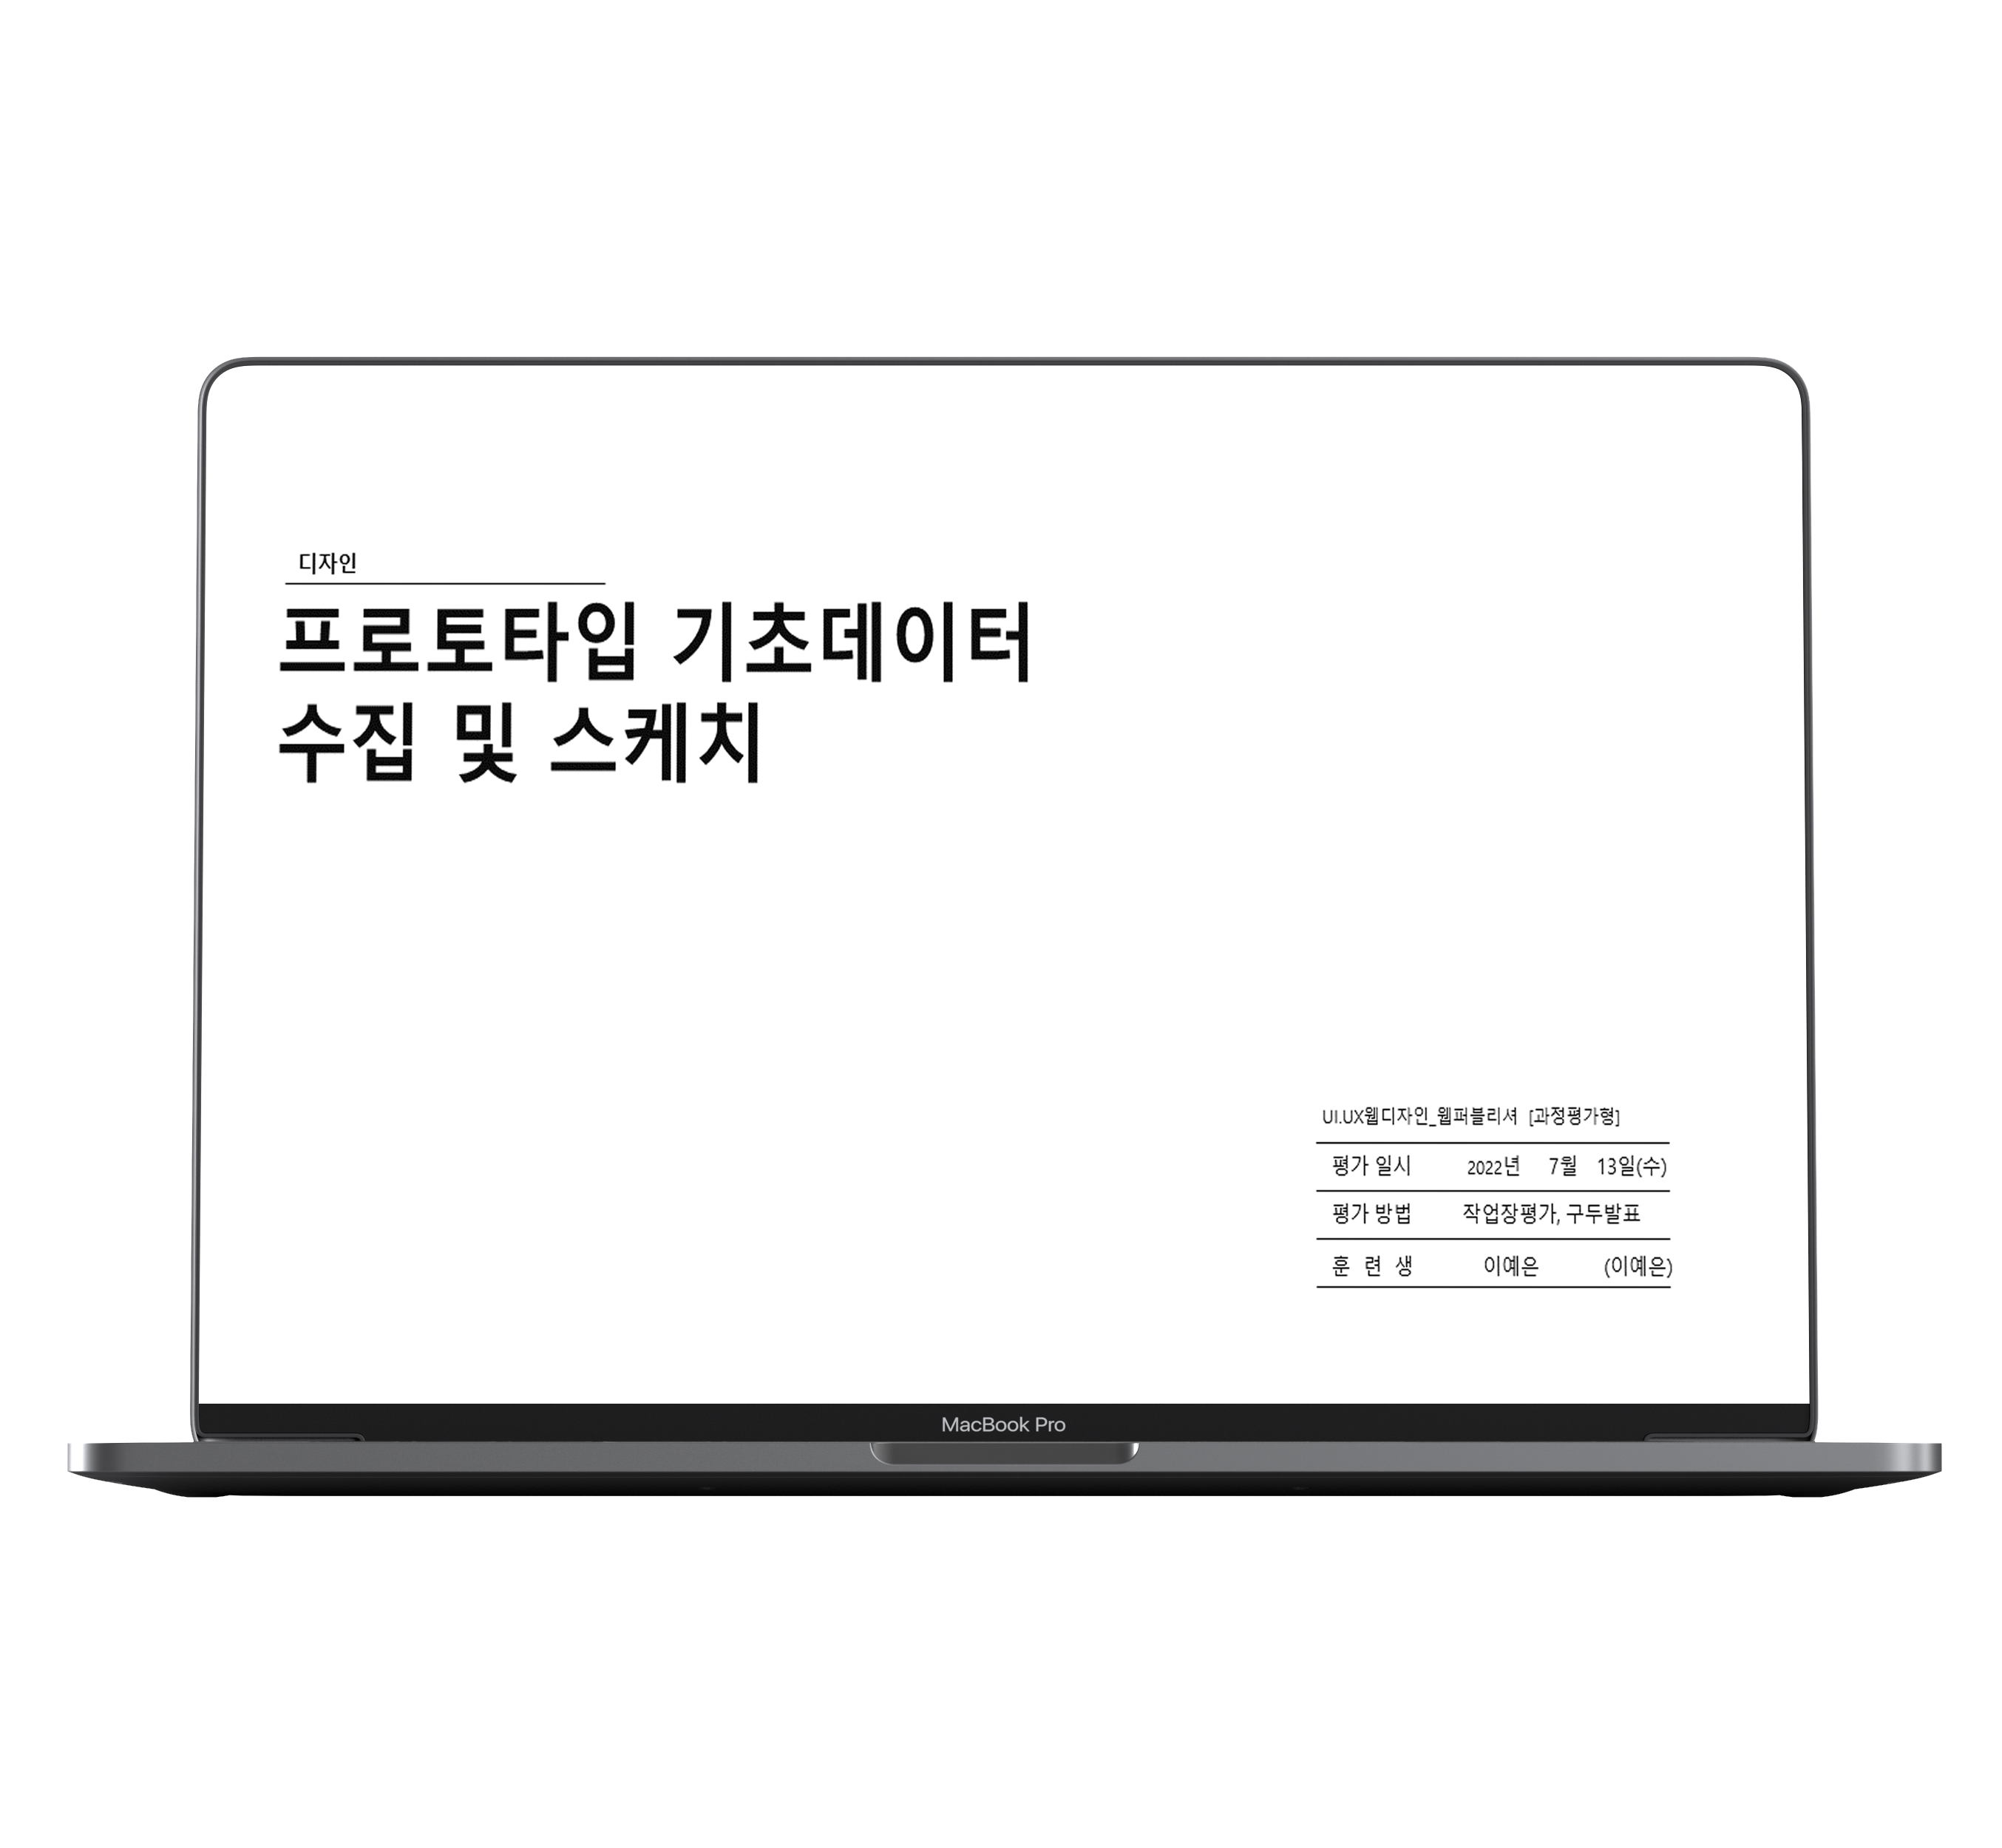 디자인
프로토타입 기초데이터
수집 및 스케치
UI.UX웹디자인_웹퍼블리셔 [과정평가형]
평가 일시 2022년 7월 13일(수)
평가 방법 작업장평가, 구두발표
훈 련 생 이예은 (이예은)
MacBook Pro